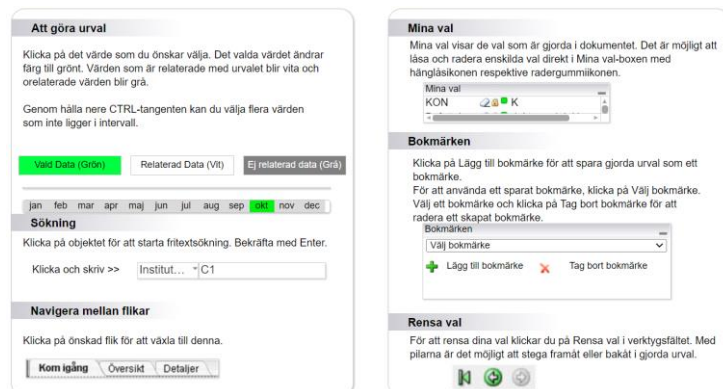 Att göra urval
Klicka på det värde som du önskar välja. Det valda värdet ändrar
färg till grönt. Värden som är relaterade med urvalet blir vita och
orelaterade värden blir grå.
Genom hålla nere CTRL-tangenten kan du välja flera värden
som inte ligger i intervall.
Vald Data (Grön) Relaterad Data (Vit) Ej relaterad data (Grå)
jan feb mar apr maj jun jul aug sep okt nov dec
Sökning
Klicka på objektet för att starta fritextsökning. Bekräfta med Enter.
Klicka och skriv >> Institut... C1
Navigera mellan flikar
Klicka på önskad flik för att växla till denna.
Kom igång Översikt Detaljer
Mina val
Mina val visar de val som är gjorda i dokumentet. Det är möjligt att
låsa och radera enskilda val direkt i Mina val-boxen med
hänglåsikonen respektive radergummiikonen.
Mina val
KON K
Bokmärken
Klicka på Lägg till bokmärke för att spara gjorda urval som ett
bokmärke.
För att använda ett sparat bokmärke, klicka på Välj bokmärke.
Välj ett bokmärke och klicka på Tag bort bokmärke för att
radera ett skapat bokmärke.
Bokmärken
Välj bokmärke
Lägg till bokmärke Tag bort bokmärke
Rensa val
För att rensa dina val klickar du på Rensa val i verktygsfältet. Med
pilarna är det möjligt att stega framåt eller bakåt i gjorda urval.